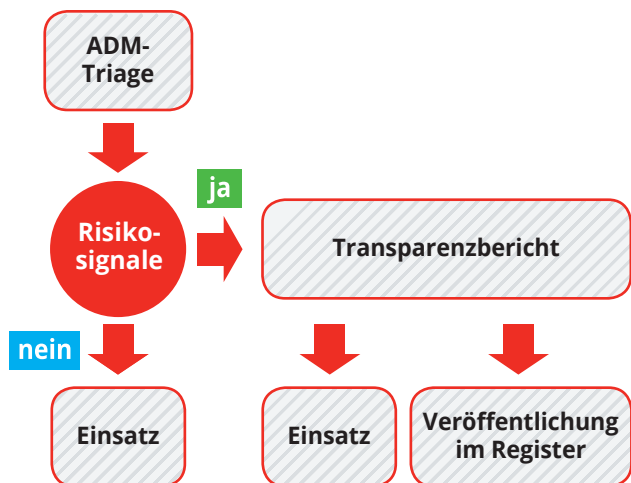 ADM-
Triage
ja
Risiko-
signale
Transparenzbericht
nein
Einsatz
Einsatz
Veröffentlichung
im Register